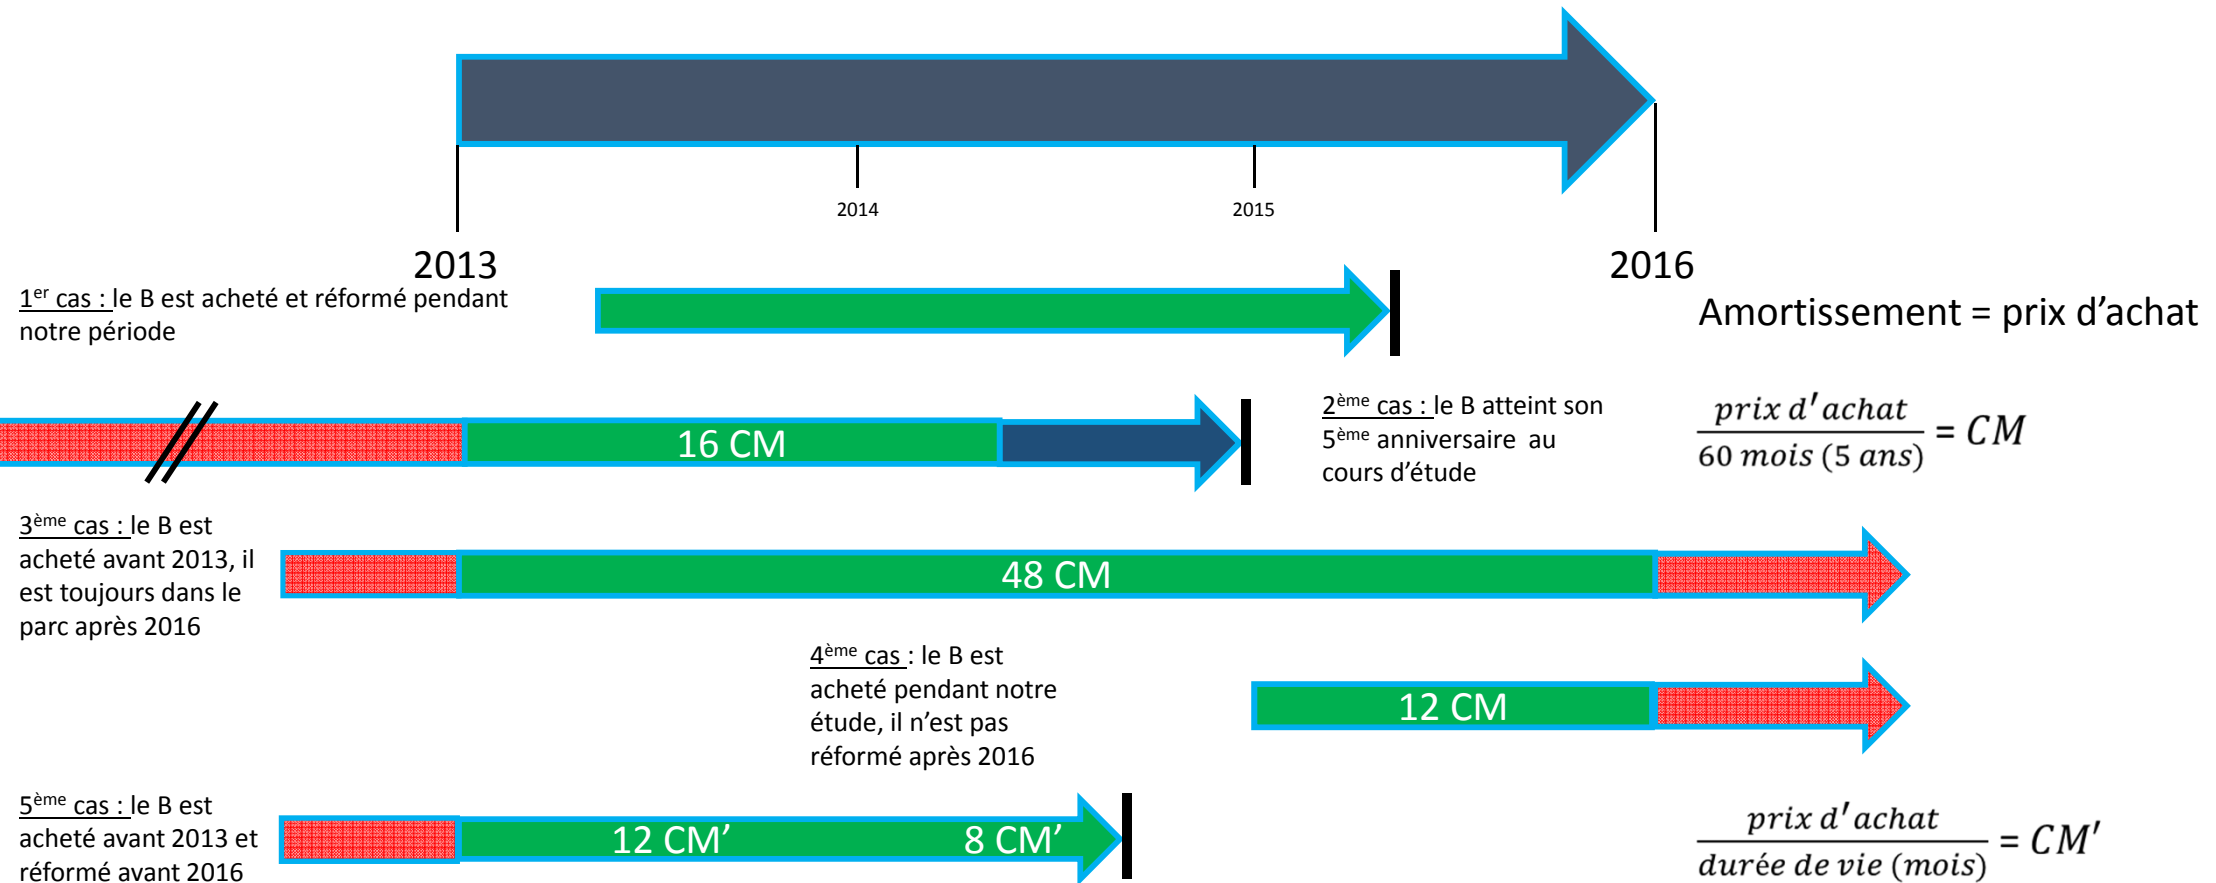 2014
2015
2013
2016
1er cas : le B est acheté et réformé pendant
notre période
Amortissement = prix d’achat
16 CM
2ème cas : le B atteint son
5ème anniversaire au
cours d’étude
prix d′achat
60 mois (5 ans)
= CM
3ème cas : le B est
acheté avant 2013, il
est toujours dans le
parc après 2016
48 CM
4ème cas : le B est
acheté pendant notre
étude, il n’est pas
réformé après 2016
12 CM
5ème cas : le B est
acheté avant 2013 et
réformé avant 2016
12 CM’
8 CM’
prix d′achat
durée de vie (mois)
= CM′